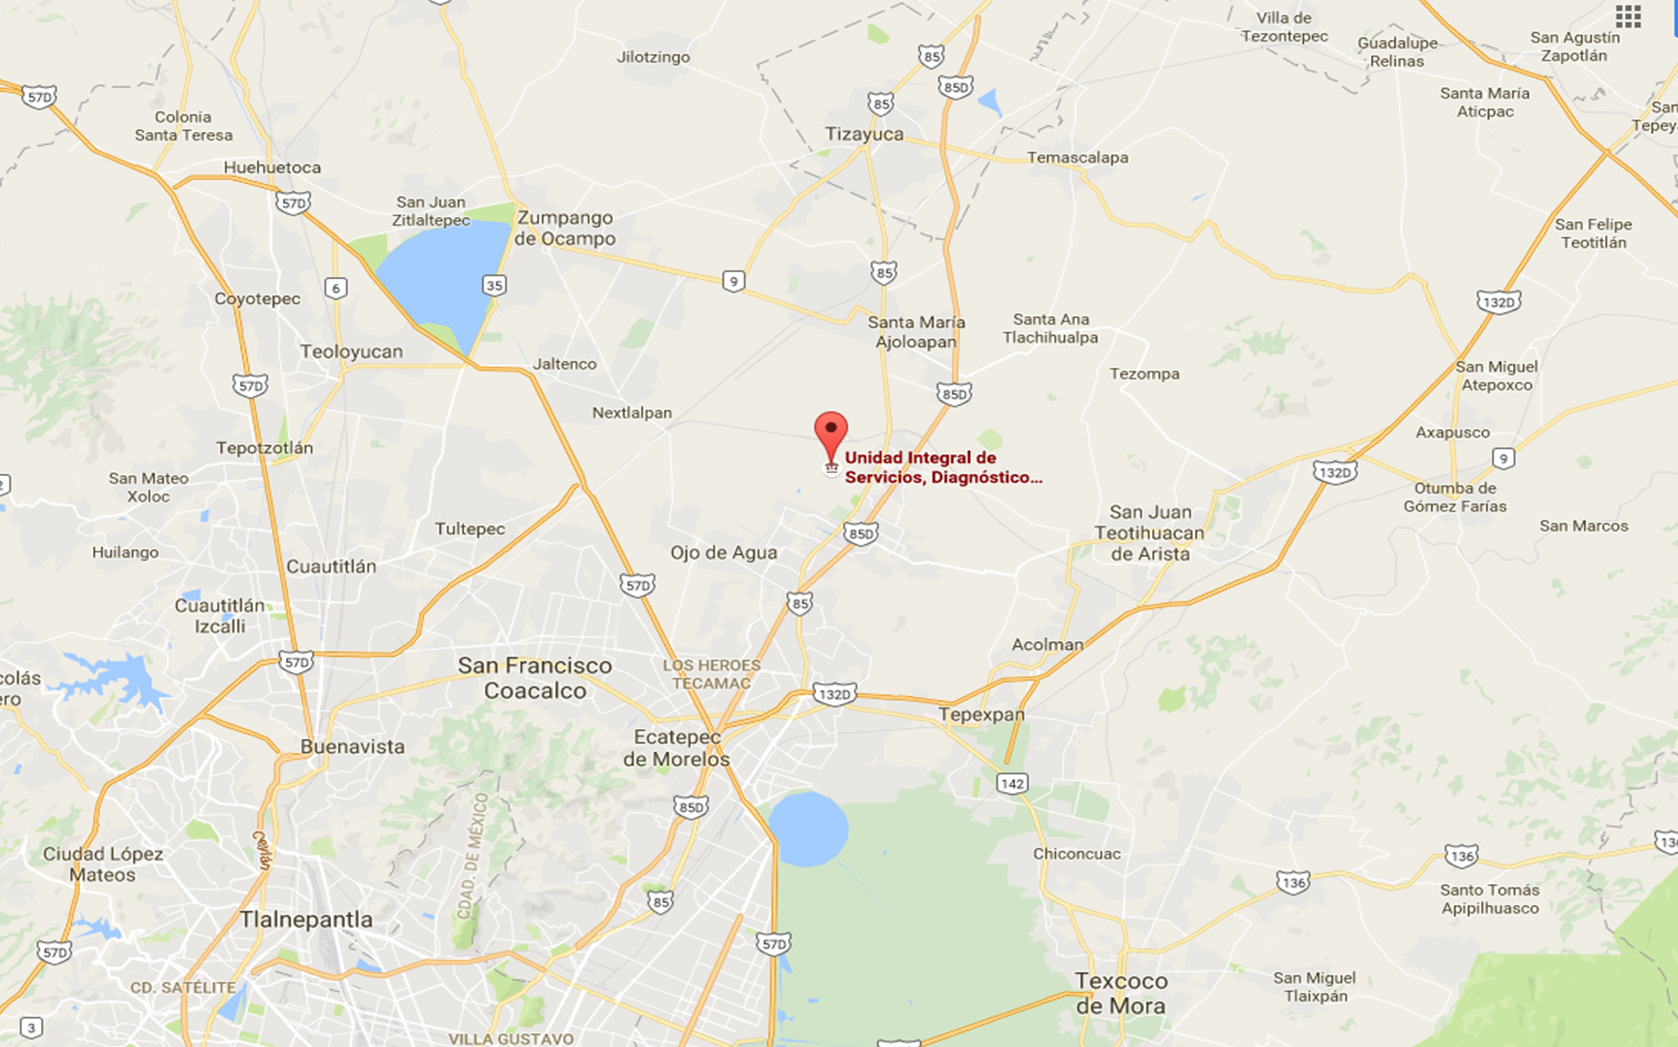 Villa de
Tezontepec
Guadalupe
Relinas
San Agustín
Zapotlán
Jilotzingo
85
85D
57D
Santa María
Aticpac
San
Tepey
Colonia
Santa Teresa
85
Tizayuca
Temascalapa
Huehuetoca
57D
San Juan
Zitlaltepec
Zumpango
de Ocampo
San Felipe
Teotitlán
85
9
6
35
Coyotepec
132D
Santa María
Ajoloapan
Santa Ana
Tlachihualpa
Teoloyucan
Jaltenco
Tezompa
San Miguel
Atepoxco
57D
85D
Nextlalpan
Axapusco
Tepotzotlán
Unidad Integral de
Servicios, Diagnóstico...
132D
9
San Mateo
Xoloc
2
Otumba de
Gómez Farías
San Juan
Teotihuacan
de Arista
San Marcos
Tultepec
85D
Huilango
Ojo de Agua
Cuautitlán
57D
Cuautitlán
Izcalli
85
Acolman
57D
San Francisco
Coacalco
LOS HEROES
TECAMAC
colás
ero
132D
Tepexpan
Buenavista
Ecatepec
de Morelos
142
85D
CDAD. DE MÉXICO
Ceylán
Ciudad López
Mateos
Chiconcuac
136
136
136
Santo Tomás
Apipilhuasco
85
Tlalnepantla
57D
57D
CD. SATÉLITE
Texcoco
de Mora
San Miguel
Tlaixpán
3
VILLA GUSTAVO